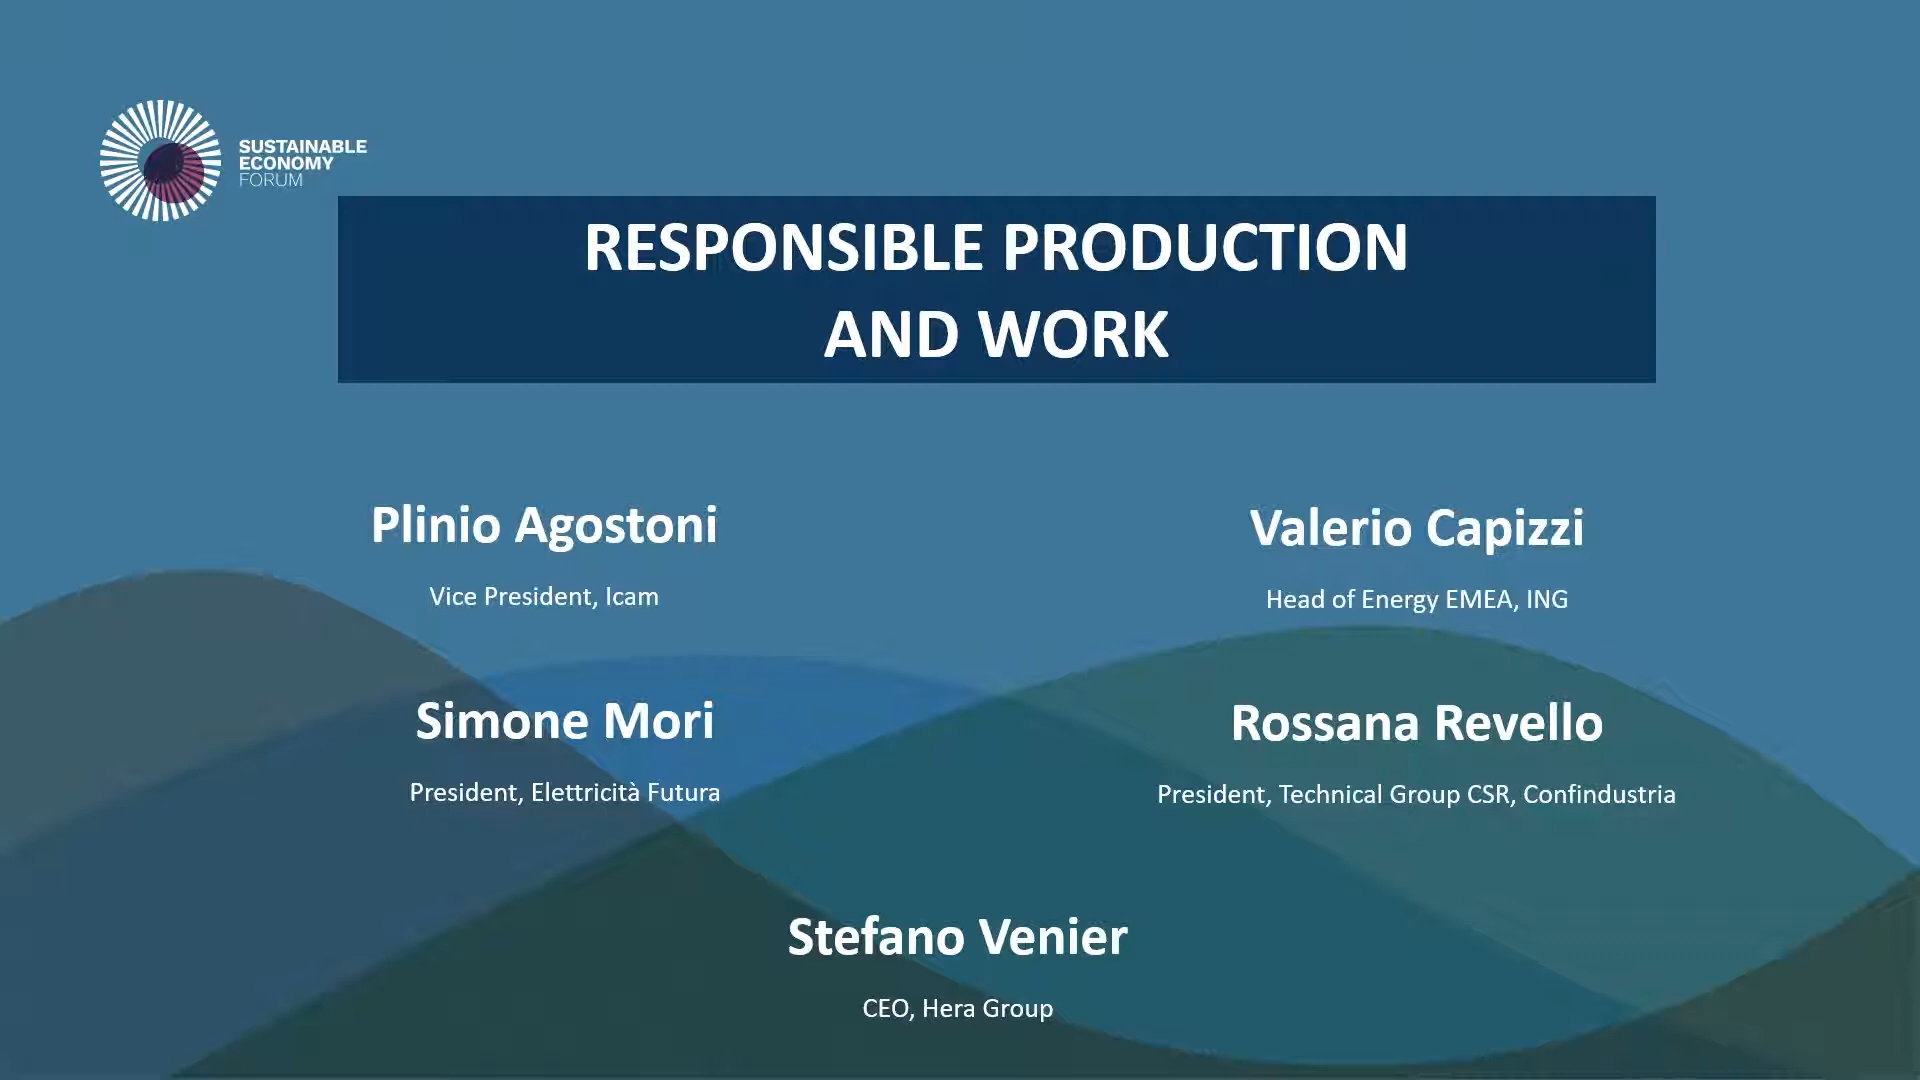 SUSTAINABLE
ECONOMY
FORUM
RESPONSIBLE PRODUCTION
AND WORK
Plinio Agostoni
Vice President, Icam
Valerio Capizzi
Head of Energy EMEA, ING
Simone Mori
President, Elettricità Futura
Rossana Revello
President, Technical Group CSR, Confindustria
Stefano Venier
CEO, Hera Group